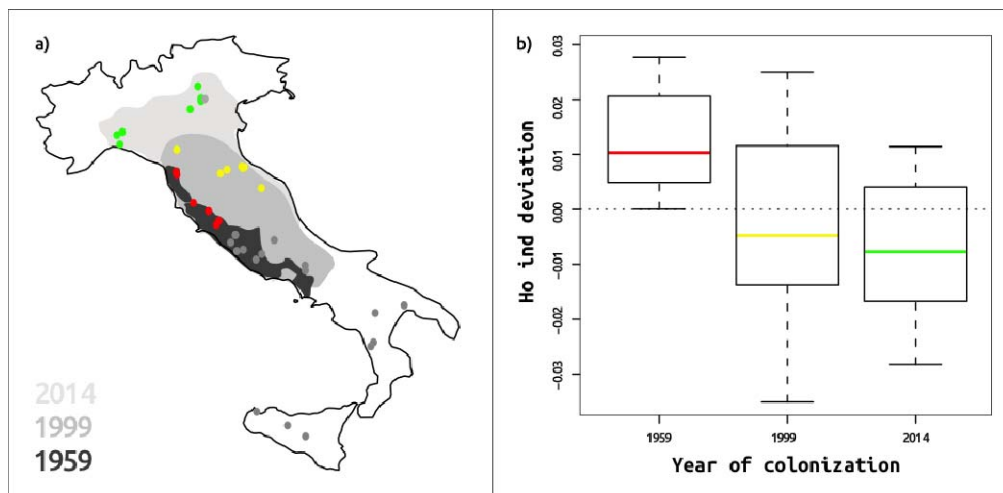 a)
2014
1999
1959
b)
Ho ind deviation
0.03
0.02
0.01
0.00
-0.01
-0.02
-0.03
1959 1999 2014
Year of colonization